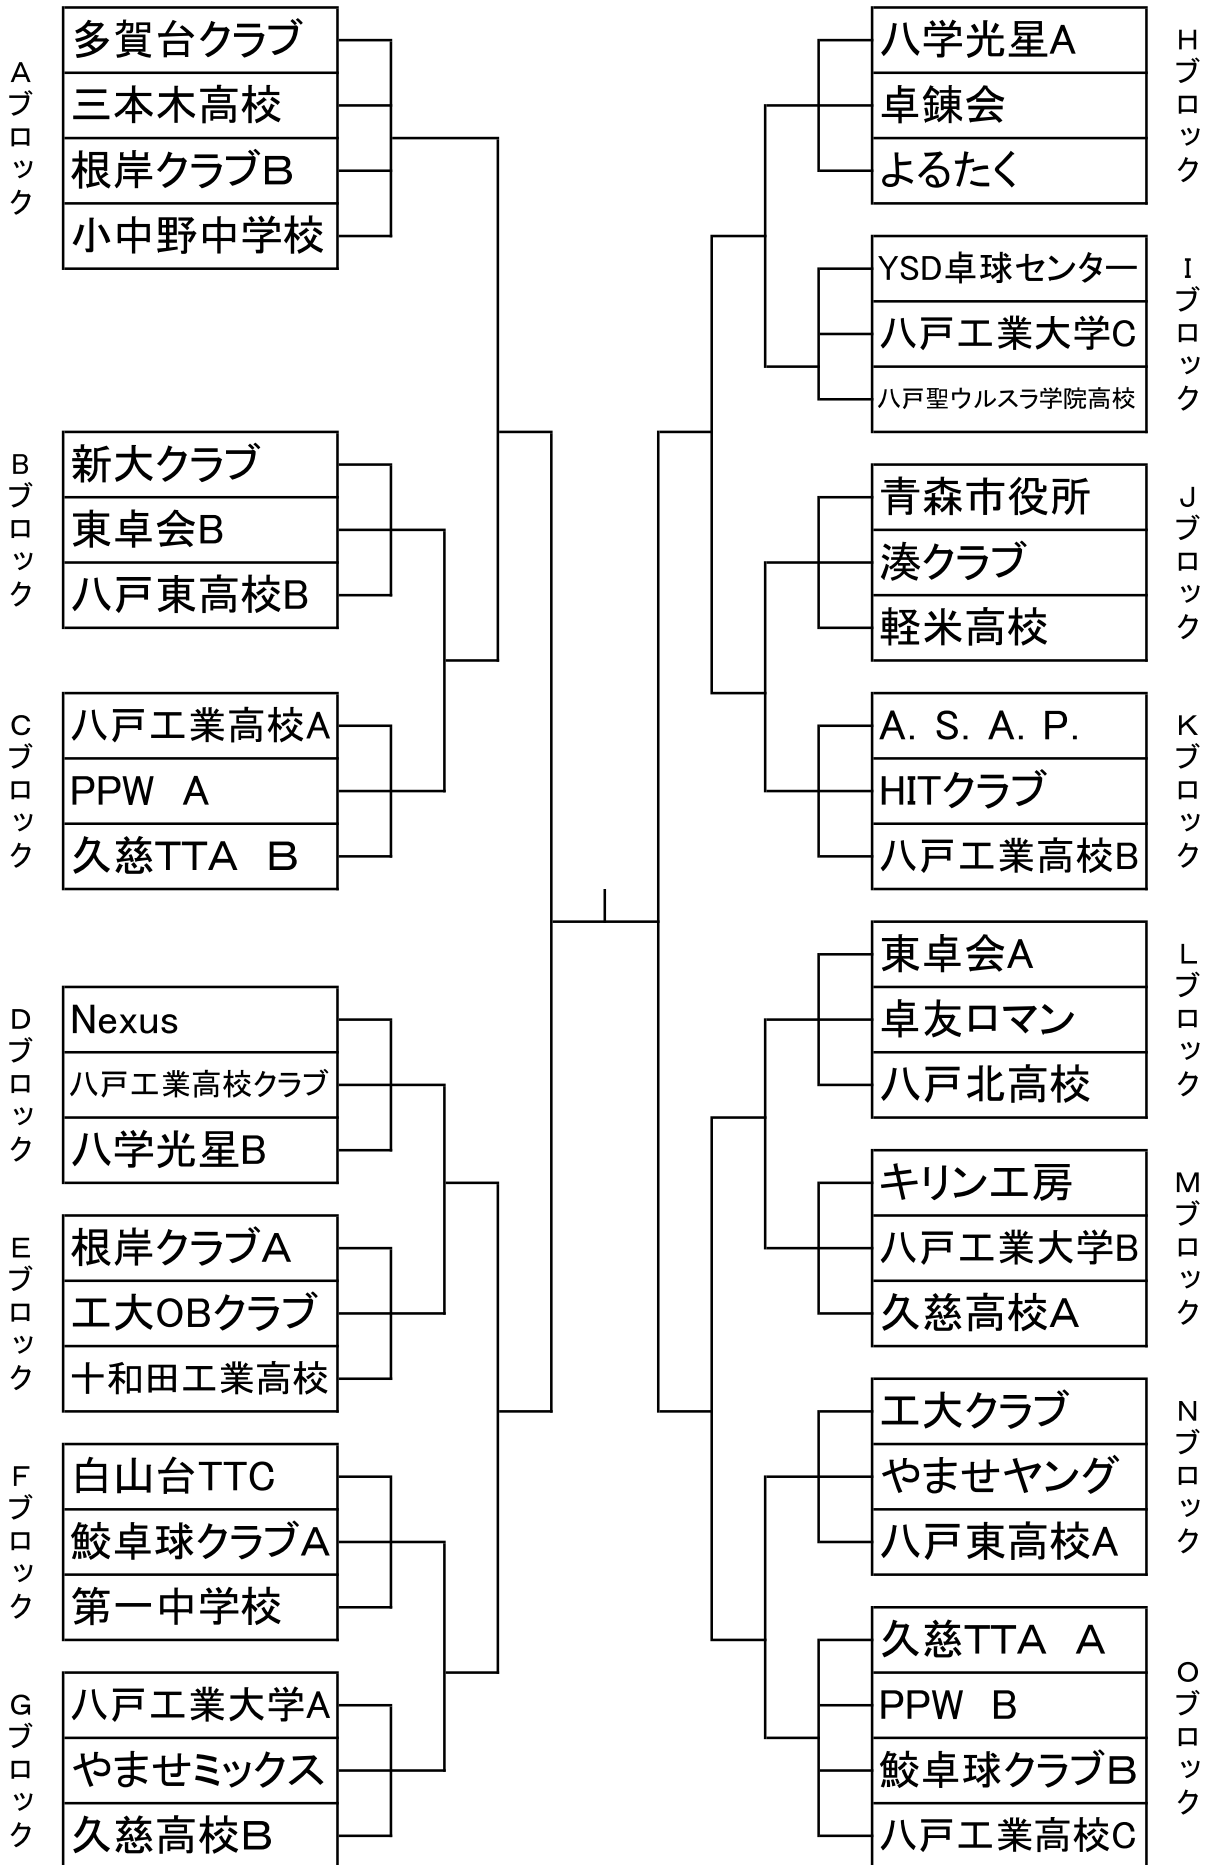 Aブロック
多賀台クラブ
三本木高校
根岸クラブB
小中野中学校
Bブロック
新大クラブ
東卓会B
八戸東高校B
Cブロック
八戸工業高校A
PPW　A
久慈TTA　B
Dブロック
Nexus
八戸工業高校クラブ
八学光星B
Eブロック
根岸クラブA
工大OBクラブ
十和田工業高校
Fブロック
白山台TTC
鮫卓球クラブA
第一中学校
Gブロック
八戸工業大学A
やませミックス
久慈高校B
Hブロック
八学光星A
卓錬会
よるたく
Iブロック
YSD卓球センター
八戸工業大学C
八戸聖ウルスラ学院高校
Jブロック
青森市役所
湊クラブ
軽米高校
Kブロック
A. S. A. P.
HITクラブ
八戸工業高校B
Lブロック
東卓会A
卓友ロマン
八戸北高校
Mブロック
キリン工房
八戸工業大学B
久慈高校A
Nブロック
工大クラブ
やませヤング
八戸東高校A
Oブロック
久慈TTA　A
PPW　B
鮫卓球クラブB
八戸工業高校C